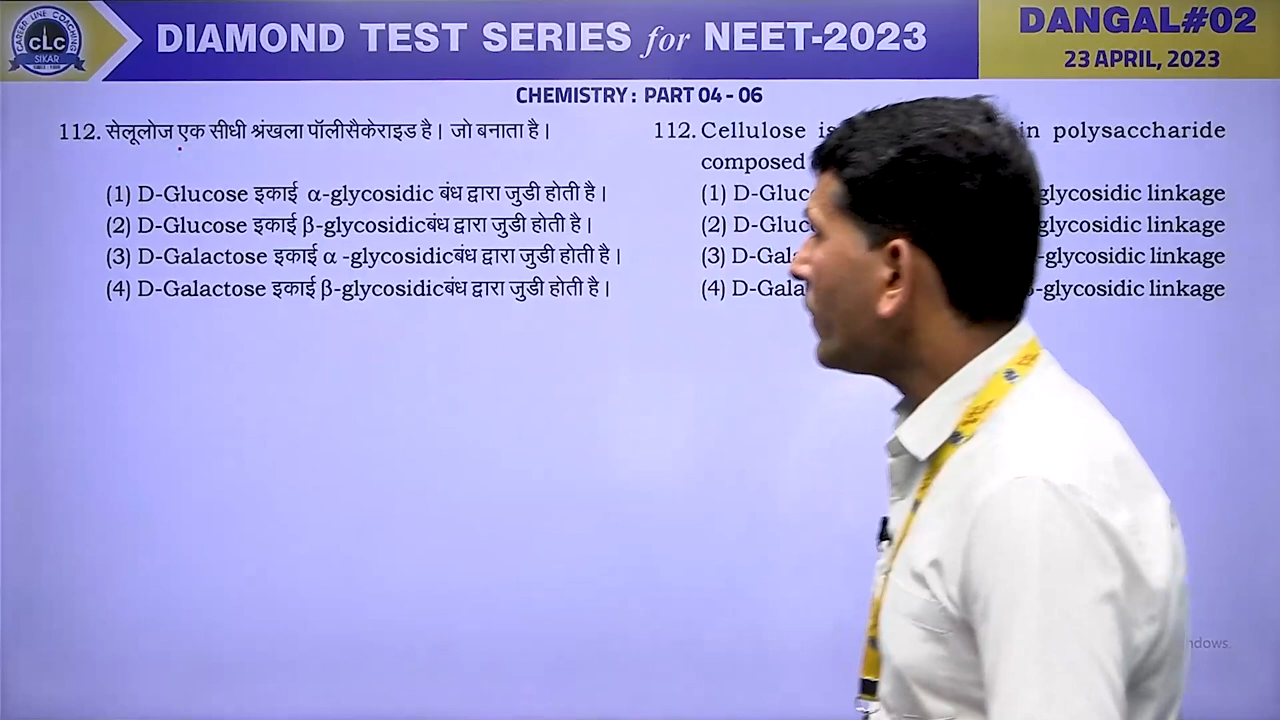 CAREER LINE COACHING
CLC
SIKAR
DIAMOND TEST SERIES for NEET-2023
DANGAL#02
23 APRIL, 2023
CHEMISTRY : PART 04 - 06
112. सेलूलोज एक सीधी श्रंखला पॉलीसैकेराइड है। जो बनाता है।
(1) D-Glucose इकाई α-glycosidic बंध द्वारा जुडी होती है।
(2) D-Glucose इकाई β-glycosidicबंध द्वारा जुडी होती है।
(3) D-Galactose इकाई α -glycosidicबंध द्वारा जुडी होती है।
(4) D-Galactose इकाई β-glycosidicबंध द्वारा जुडी होती है।
112. Cellulose is in polysaccharide
composed
(1) D-Gluc glycosidic linkage
(2) D-Gluc glycosidic linkage
(3) D-Gala -glycosidic linkage
(4) D-Gala -glycosidic linkage
ndows.